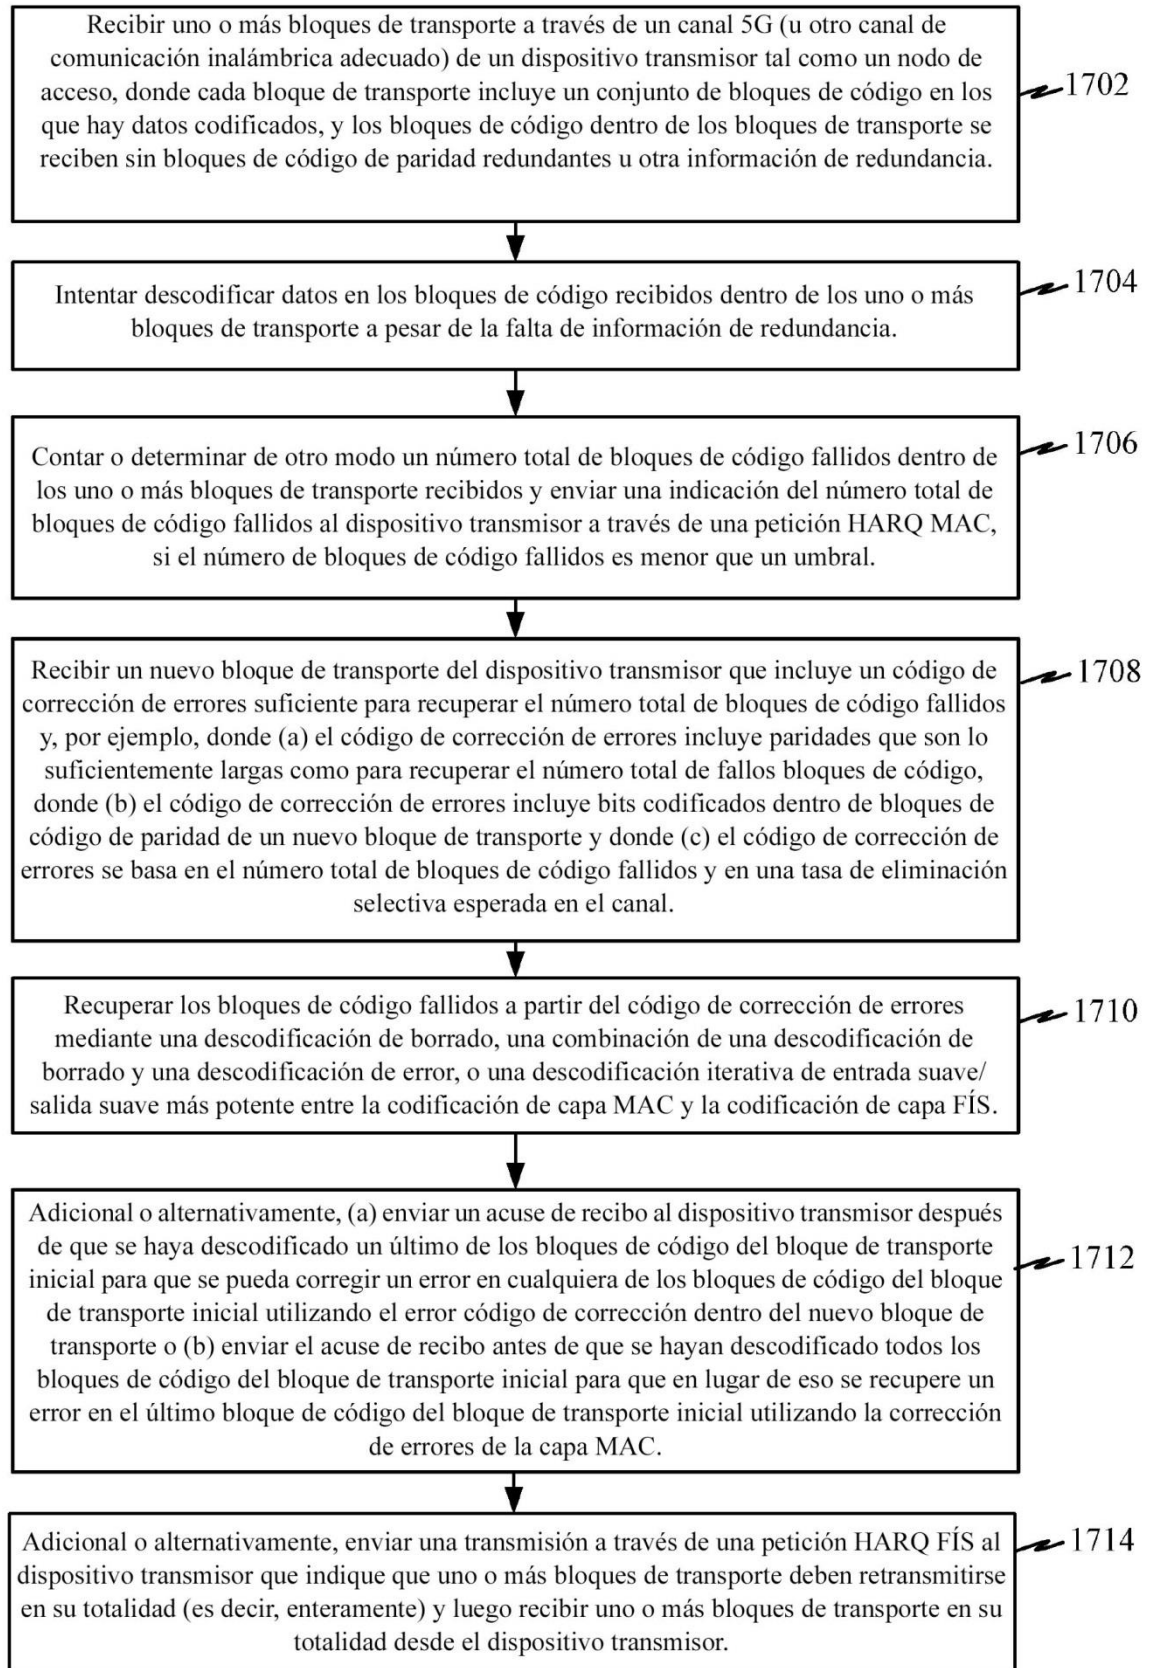 Recibir uno o más bloques de transporte a través de un canal 5G (u otro canal de
comunicación inalámbrica adecuado) de un dispositivo transmisor tal como un nodo de
acceso, donde cada bloque de transporte incluye un conjunto de bloques de código en los
que hay datos codificados, y los bloques de código dentro de los bloques de transporte se
reciben sin bloques de código de paridad redundantes u otra información de redundancia.
1702
Intentar descodificar datos en los bloques de código recibidos dentro de los uno o más
bloques de transporte a pesar de la falta de información de redundancia.
1704
Contar o determinar de otro modo un número total de bloques de código fallidos dentro de
los uno o más bloques de transporte recibidos y enviar una indicación del número total de
bloques de código fallidos al dispositivo transmisor a través de una petición HARQ MAC,
si el número de bloques de código fallidos es menor que un umbral.
1706
Recibir un nuevo bloque de transporte del dispositivo transmisor que incluye un código de
corrección de errores suficiente para recuperar el número total de bloques de código fallidos
y, por ejemplo, donde (a) el código de corrección de errores incluye paridades que son lo
suficientemente largas como para recuperar el número total de fallos bloques de código,
donde (b) el código de corrección de errores incluye bits codificados dentro de bloques de
código de paridad de un nuevo bloque de transporte y donde (c) el código de corrección de
errores se basa en el número total de bloques de código fallidos y en una tasa de eliminación
selectiva esperada en el canal.
1708
Recuperar los bloques de código fallidos a partir del código de corrección de errores
mediante una descodificación de borrado, una combinación de una descodificación de
borrado y una descodificación de error, o una descodificación iterativa de entrada suave/
salida suave más potente entre la codificación de capa MAC y la codificación de capa FÍS.
1710
Adicional o alternativamente, (a) enviar un acuse de recibo al dispositivo transmisor después
de que se haya descodificado un último de los bloques de código del bloque de transporte
inicial para que se pueda corregir un error en cualquiera de los bloques de código del bloque
de transporte inicial utilizando el error código de corrección dentro del nuevo bloque de
transporte o (b) enviar el acuse de recibo antes de que se hayan descodificado todos los
bloques de código del bloque de transporte inicial para que en lugar de eso se recupere un
error en el último bloque de código del bloque de transporte inicial utilizando la corrección
de errores de la capa MAC.
1712
Adicional o alternativamente, enviar una transmisión a través de una petición HARQ FÍS al
dispositivo transmisor que indique que uno o más bloques de transporte deben retransmitirse
en su totalidad (es decir, enteramente) y luego recibir uno o más bloques de transporte en su
totalidad desde el dispositivo transmisor.
1714